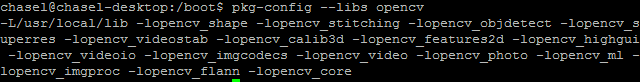 chasel@chasel-desktop:/boot$ pkg-config --libs opencv
-L/usr/local/lib -lopencv_shape -lopencv_stitching -lopencv_objdetect -lopencv_s
uperres -lopencv_videostab -lopencv_calib3d -lopencv_features2d -lopencv_highgui
 -lopencv_videoio -lopencv_imgcodecs -lopencv_video -lopencv_photo -lopencv_ml -
lopencv_imgproc -lopencv_flann -lopencv_core